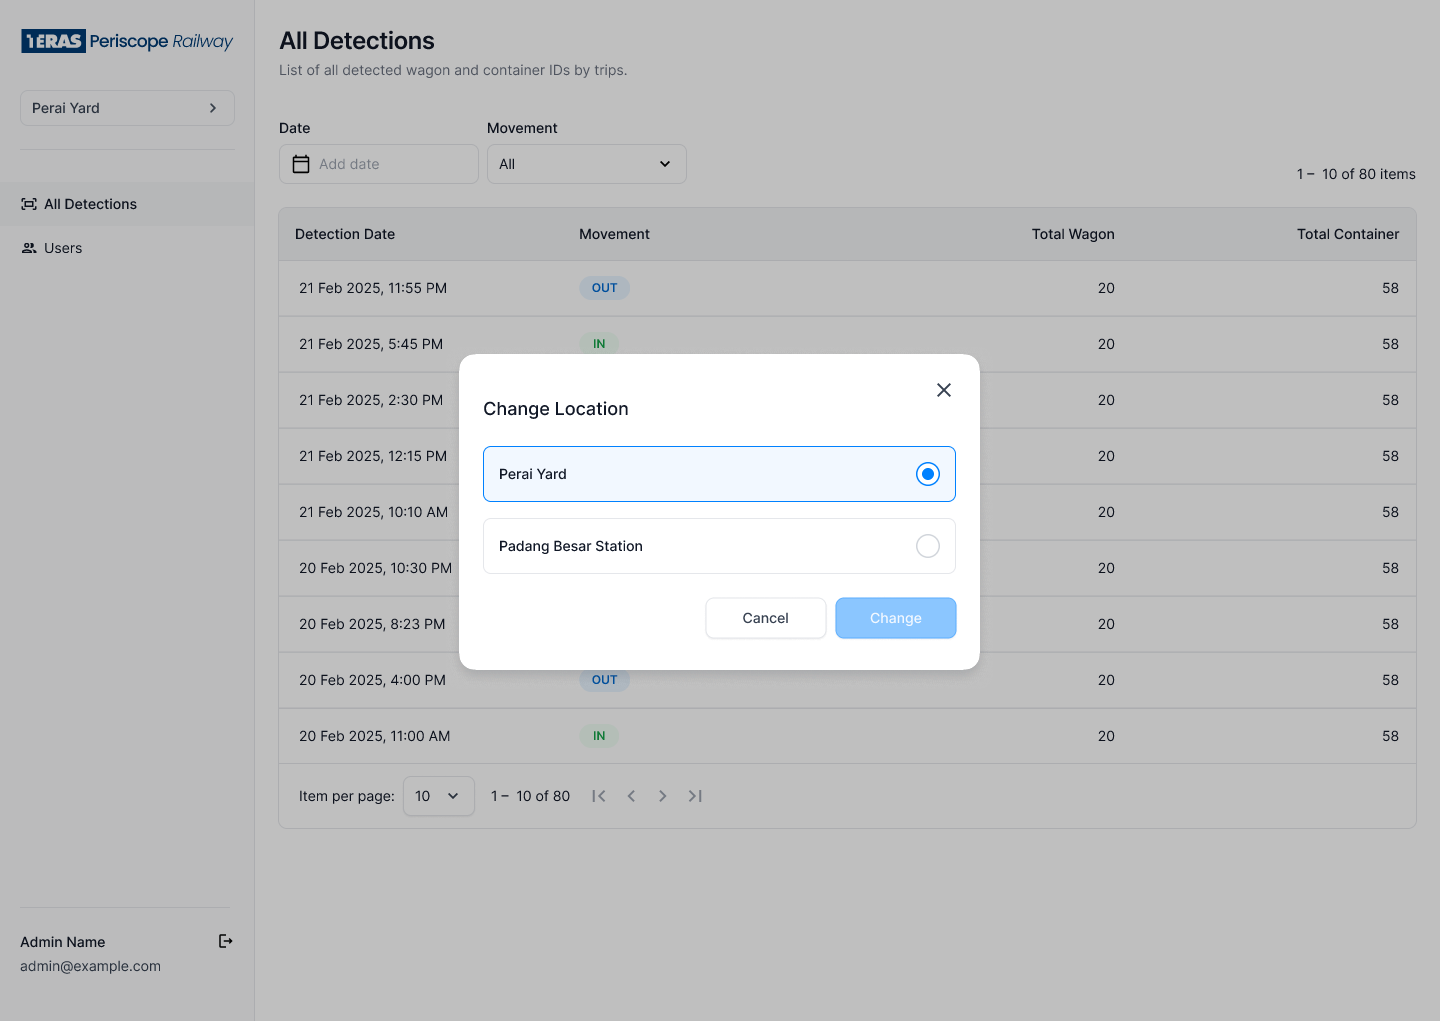 TERAS Periscope Railway
Perai Yard
All Detections
Users
Admin Name
admin@example.com
All Detections
List of all detected wagon and container IDs by trips.
Date
Movement
Add date
All
1 – 10 of 80 items
Detection Date Movement Total Wagon Total Container
21 Feb 2025, 11:55 PM OUT 20 58
21 Feb 2025, 5:45 PM IN 20 58
21 Feb 2025, 2:30 PM 20 58
21 Feb 2025, 12:15 PM 20 58
21 Feb 2025, 10:10 AM 20 58
20 Feb 2025, 10:30 PM 20 58
20 Feb 2025, 8:23 PM 20 58
20 Feb 2025, 4:00 PM OUT 20 58
20 Feb 2025, 11:00 AM IN 20 58
Item per page: 10 1 – 10 of 80
Change Location
Perai Yard
Padang Besar Station
Cancel Change